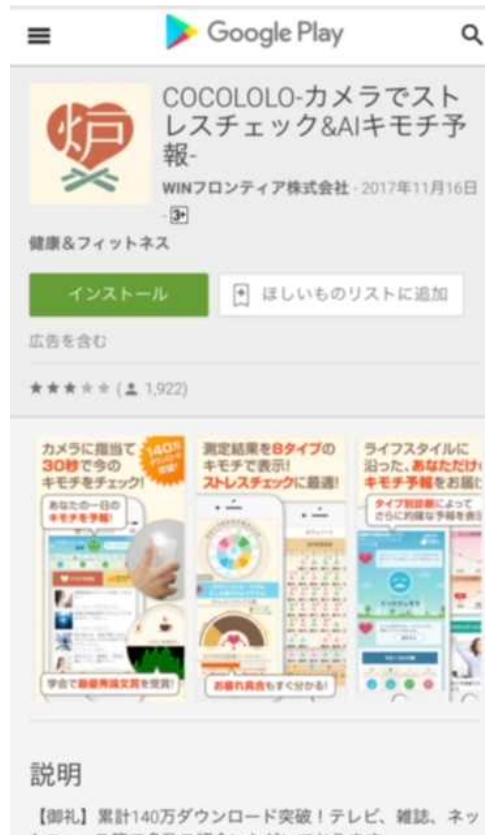 Google Play
炉
COCOLOLO-カメラでスト
レスチェック&AIキモチ予
報-
WINフロンティア株式会社 - 2017年11月16日
- 3+
健康&フィットネス
インストール
ほしいものリストに追加
広告を含む
★★★★★ ( 1,922)
カメラに指当て
30秒で今の
キモチをチェック!
140万
ダウンロード
突破!
あなたの一日の
キモチを予報!
学会で最優秀論文賞を受賞!
測定結果を8タイプの
キモチで表示!
ストレスチェックに最適!
お疲れ具合もすぐ分かる!
ライフスタイルに
沿った、あなただけ
キモチ予報をお届け
タイプ別診断によって
さらに的確な予報を表示
説明
【御礼】累計140万ダウンロード突破!テレビ、雑誌、ネッ